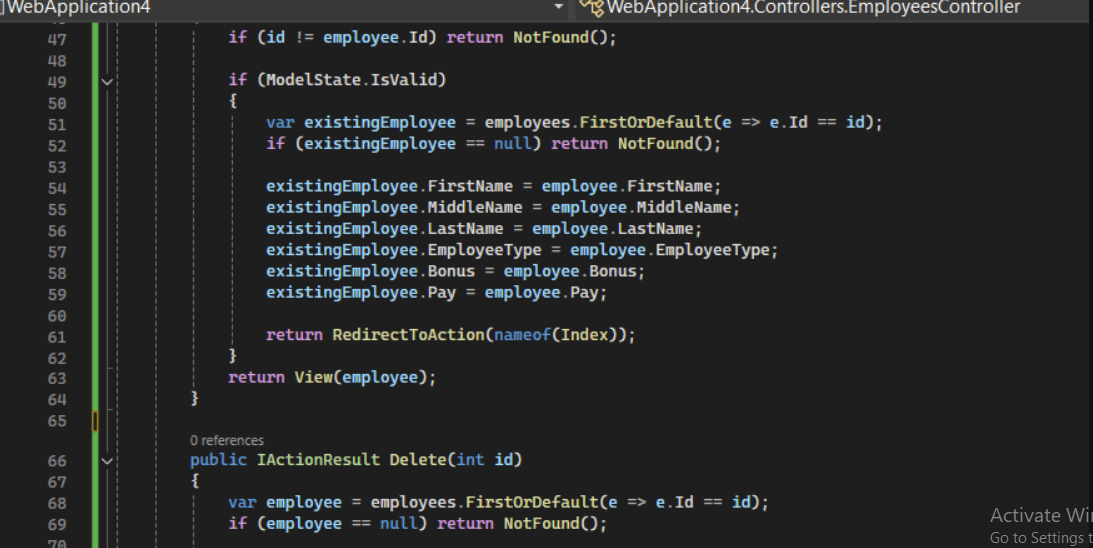 WebApplication4
WebApplication4.Controllers.EmployeesController
47 if (id != employee.Id) return NotFound();
48
49 if (ModelState.IsValid)
50 {
51 var existingEmployee = employees.FirstOrDefault(e => e.Id == id);
52 if (existingEmployee == null) return NotFound();
53
54 existingEmployee.FirstName = employee.FirstName;
55 existingEmployee.MiddleName = employee.MiddleName;
56 existingEmployee.LastName = employee.LastName;
57 existingEmployee.EmployeeType = employee.EmployeeType;
58 existingEmployee.Bonus = employee.Bonus;
59 existingEmployee.Pay = employee.Pay;
60
61 return RedirectToAction(nameof(Index));
62 }
63 return View(employee);
64 }
65
0 references
66 public IActionResult Delete(int id)
67 {
68 var employee = employees.FirstOrDefault(e => e.Id == id);
69 if (employee == null) return NotFound();
70
Activate Wi
Go to Settings t